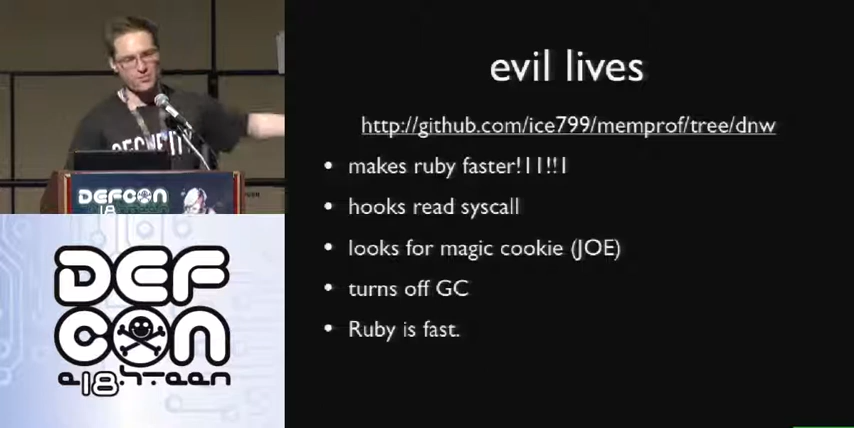 evil lives
http://github.com/ice799/memprof/tree/dnw
makes ruby faster!11!!1
hooks read syscall
looks for magic cookie (JOE)
turns off GC
Ruby is fast.
DEFCON
18
DEF
CON